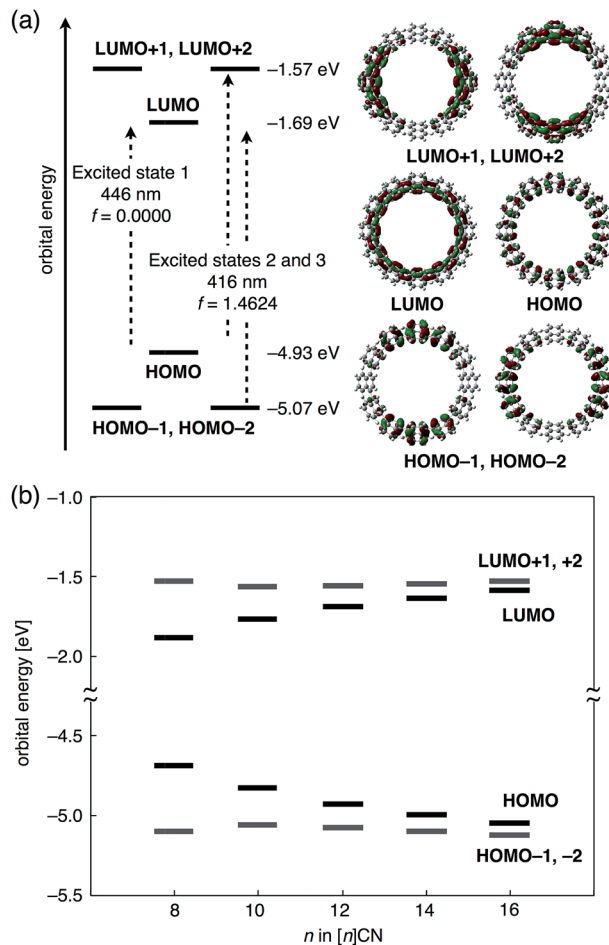 (a)
orbital energy
LUMO+1, LUMO+2
–1.57 eV
LUMO
–1.69 eV
Excited state 1
446 nm
f = 0.0000
Excited states 2 and 3
416 nm
f = 1.4624
–4.93 eV
HOMO
–5.07 eV
HOMO–1, HOMO–2
LUMO+1, LUMO+2
LUMO
HOMO
HOMO–1, HOMO–2
(b)
orbital energy [eV]
–1.0
–1.5
–2.0
–4.5
–5.0
–5.5
LUMO+1, +2
LUMO
HOMO
HOMO–1, –2
8
10
12
14
16
n in [n]CN